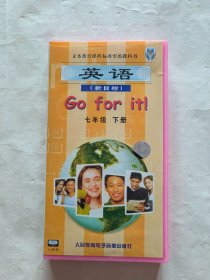 义务教育课程标准实验教科书
英语
（新目标）
Go for it!
七年级 下册
人民教育电子音像出版社